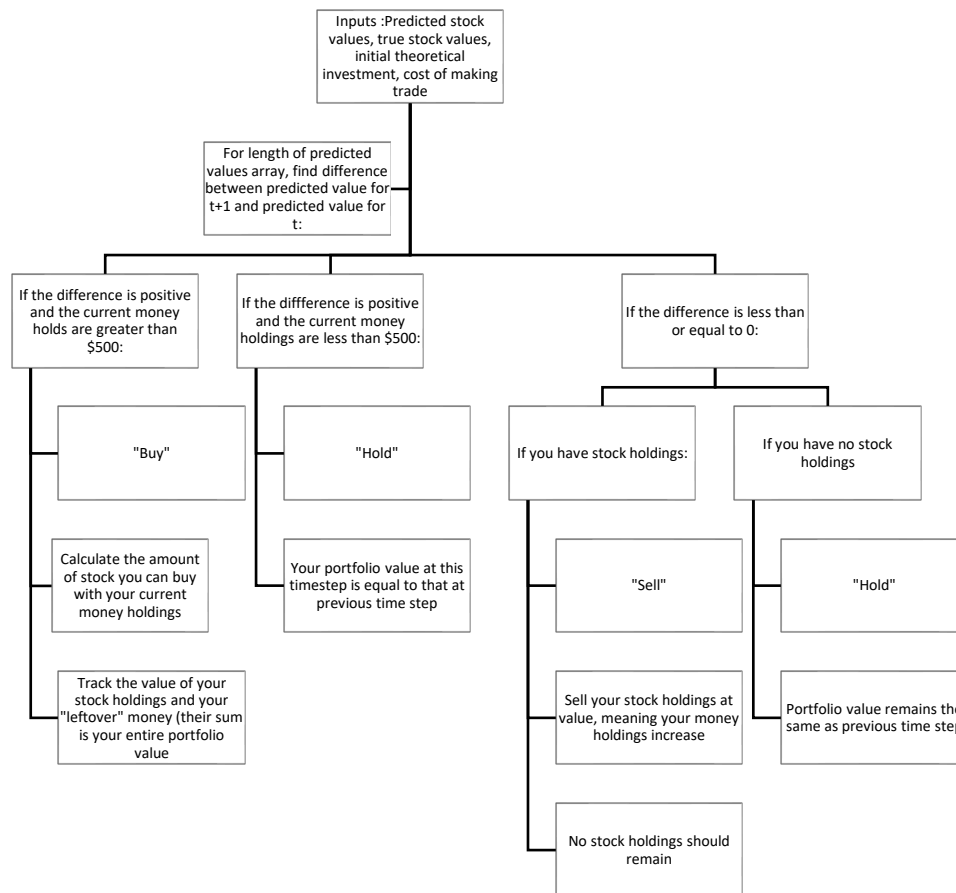 Inputs :Predicted stock
values, true stock values,
initial theoretical
investment, cost of making
trade
For length of predicted
values array, find difference
between predicted value for
t+1 and predicted value for
t:
If the difference is positive
and the current money
holds are greater than
$500:
If the diffference is positive
and the current money
holdings are less than $500:
If the difference is less than
or equal to 0:
"Buy"
"Hold"
If you have stock holdings:
If you have no stock
holdings
Calculate the amount
of stock you can buy
with your current
money holdings
Your portfolio value at this
timestep is equal to that at
previous time step
"Sell"
"Hold"
Track the value of your
stock holdings and your
"leftover" money (their sum
is your entire portfolio
value
Sell your stock holdings at
value, meaning your money
holdings increase
Portfolio value remains the
same as previous time step
No stock holdings should
remain